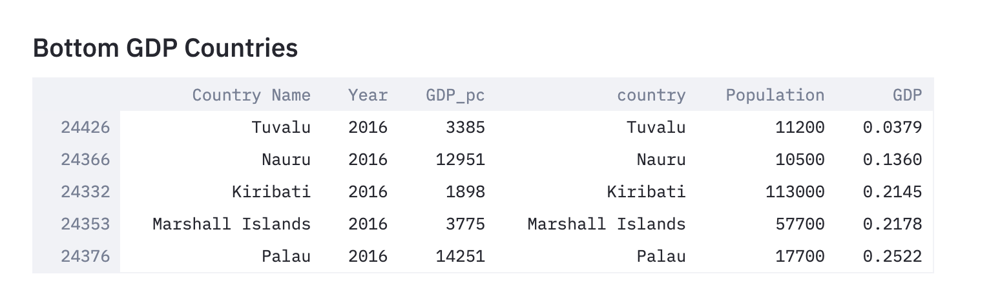 Bottom GDP Countries
Country Name Year GDP_pc country Population GDP
24426 Tuvalu 2016 3385 Tuvalu 11200 0.0379
24366 Nauru 2016 12951 Nauru 10500 0.1360
24332 Kiribati 2016 1898 Kiribati 113000 0.2145
24353 Marshall Islands 2016 3775 Marshall Islands 57700 0.2178
24376 Palau 2016 14251 Palau 17700 0.2522